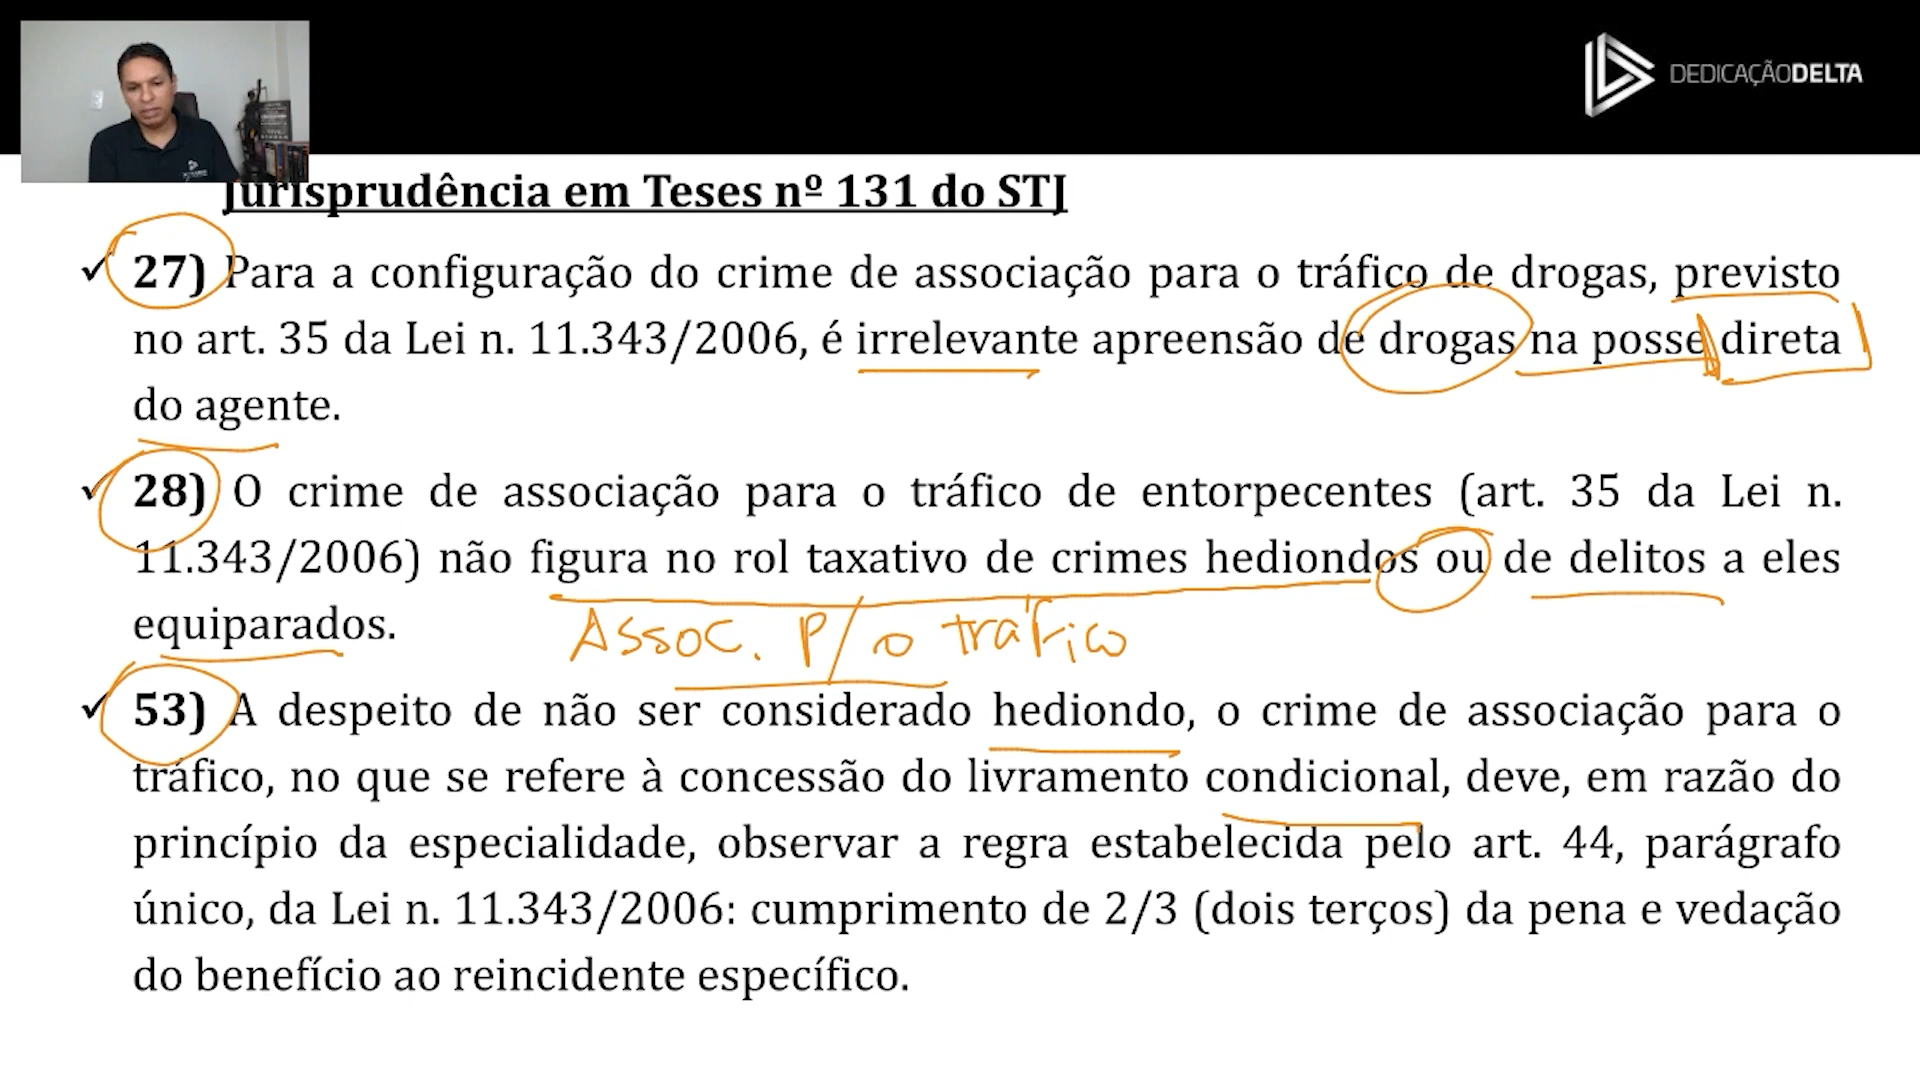 DEDICAÇÃODELTA
Jurisprudência em Teses nº 131 do STJ
✓ 27) Para a configuração do crime de associação para o tráfico de drogas, previsto
no art. 35 da Lei n. 11.343/2006, é irrelevante apreensão de drogas na posse direta
do agente.
✓ 28) O crime de associação para o tráfico de entorpecentes (art. 35 da Lei n.
11.343/2006) não figura no rol taxativo de crimes hediondos ou de delitos a eles
equiparados.
Assoc. P/ o tráfico
✓ 53) A despeito de não ser considerado hediondo, o crime de associação para o
tráfico, no que se refere à concessão do livramento condicional, deve, em razão do
princípio da especialidade, observar a regra estabelecida pelo art. 44, parágrafo
único, da Lei n. 11.343/2006: cumprimento de 2/3 (dois terços) da pena e vedação
do benefício ao reincidente específico.